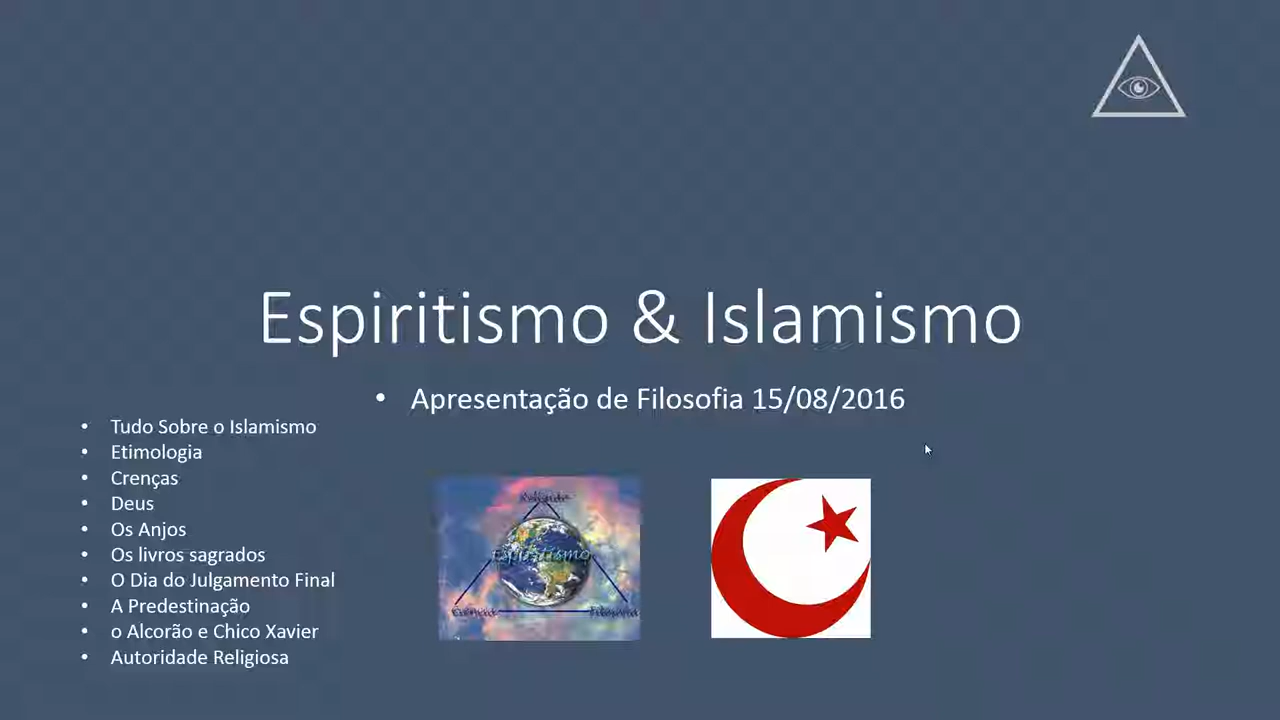 Espiritismo & Islamismo
• Apresentação de Filosofia 15/08/2016
• Tudo Sobre o Islamismo
• Etimologia
• Crenças
• Deus
• Os Anjos
• Os livros sagrados
• O Dia do Julgamento Final
• A Predestinação
• o Alcorão e Chico Xavier
• Autoridade Religiosa
Espiritismo